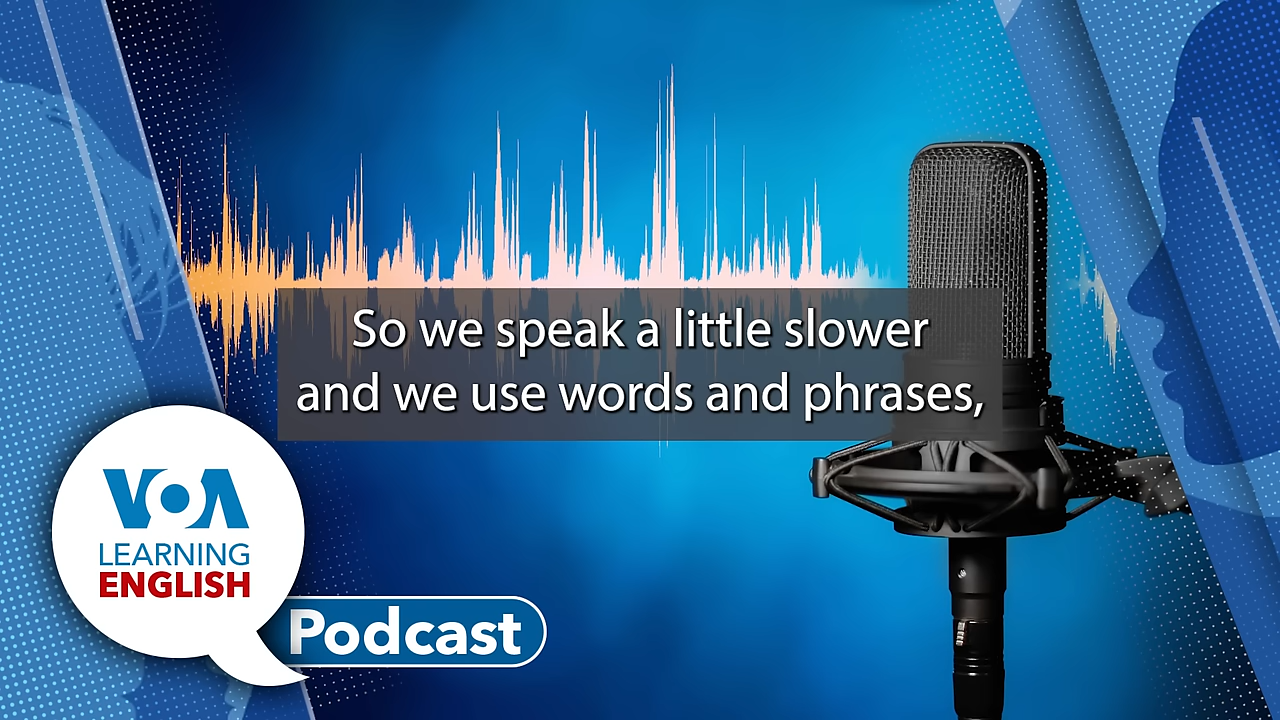 So we speak a little slower
and we use words and phrases,
VOA
LEARNING
ENGLISH
Podcast